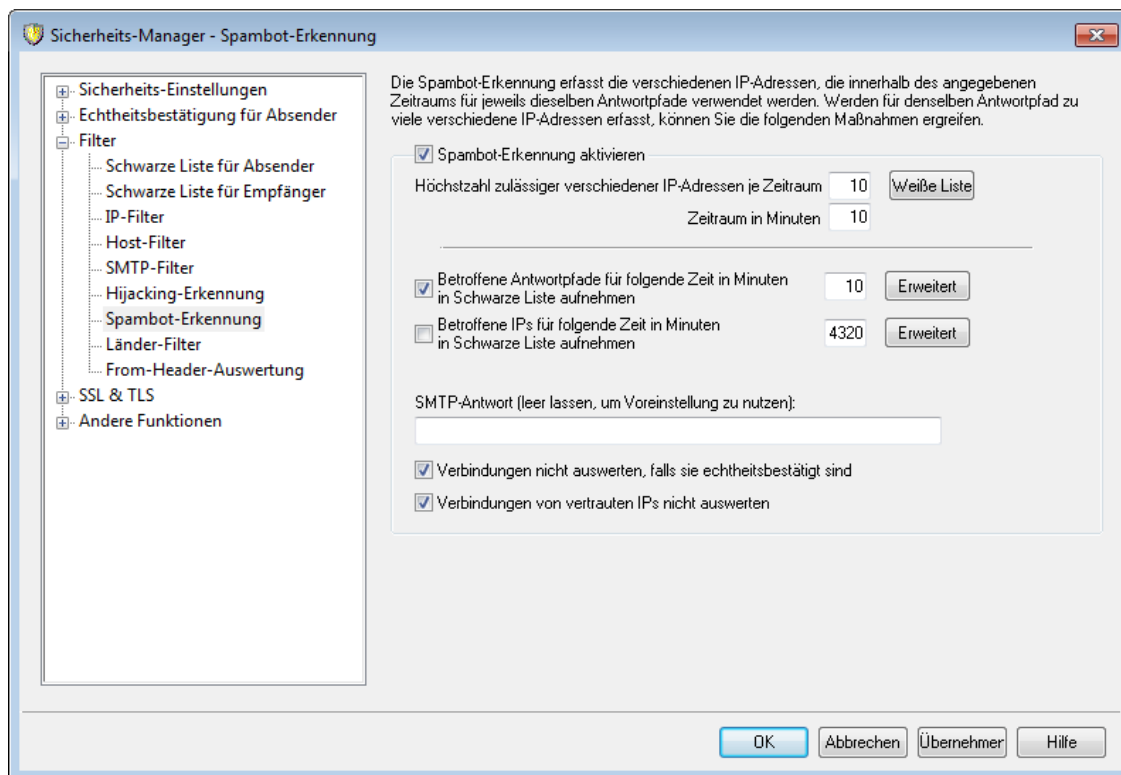 Sicherheits-Manager - Spambot-Erkennung
Sicherheits-Einstellungen
Echtheitsbestätigung für Absender
Filter
Schwarze Liste für Absender
Schwarze Liste für Empfänger
IP-Filter
Host-Filter
SMTP-Filter
Hijacking-Erkennung
Spambot-Erkennung
Länder-Filter
From-Header-Auswertung
SSL & TLS
Andere Funktionen
Die Spambot-Erkennung erfasst die verschiedenen IP-Adressen, die innerhalb des angegebenen
Zeitraums für jeweils dieselben Antwortpfade verwendet werden. Werden für denselben Antwortpfad zu
viele verschiedene IP-Adressen erfasst, können Sie die folgenden Maßnahmen ergreifen.
Spambot-Erkennung aktivieren
Höchstzahl zulässiger verschiedener IP-Adressen je Zeitraum 10 Weiße Liste
Zeitraum in Minuten 10
Betroffene Antwortpfade für folgende Zeit in Minuten
in Schwarze Liste aufnehmen 10 Erweitert
Betroffene IPs für folgende Zeit in Minuten
in Schwarze Liste aufnehmen 4320 Erweitert
SMTP-Antwort (leer lassen, um Voreinstellung zu nutzen):
Verbindungen nicht auswerten, falls sie echtheitsbestätigt sind
Verbindungen von vertrauten IPs nicht auswerten
OK Abbrechen Übernehmer Hilfe